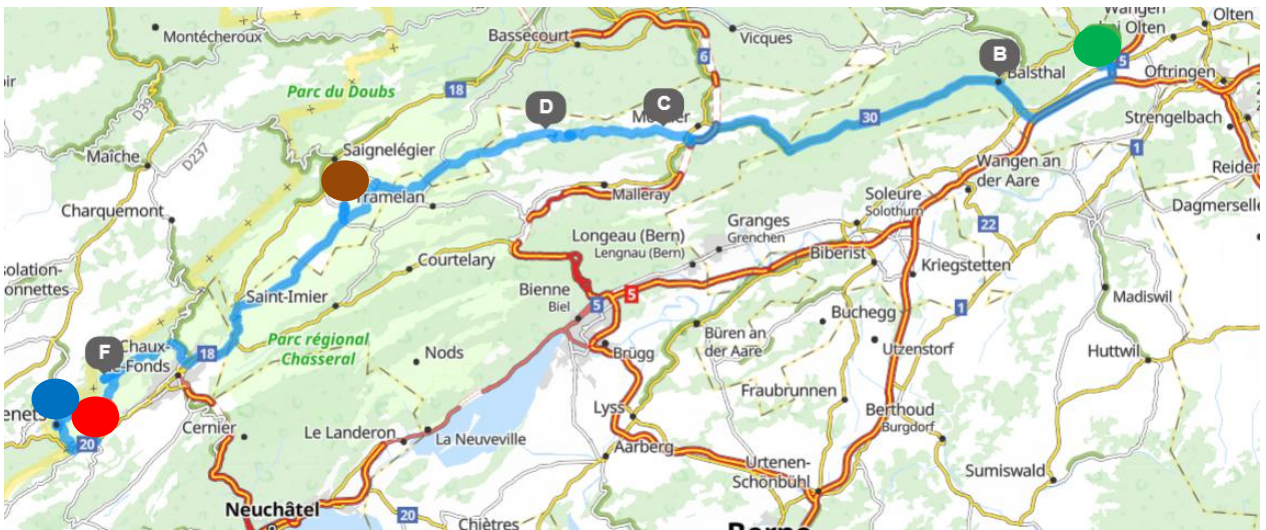 Montécheroux
Bassecourt
Vicques
Wangen
bei Olten
Olten
6
B
5
Balsthal
Oftringen
Parc du Doubs
18
D39
D
C
30
Strengelbach
1
Maîche
D237
Saignelégier
Wangen an
der Aare
Reiden
Tramelan
Malleray
Soleure
Solothurn
Dagmerselle
Charquemont
Granges
Grenchen
22
Longeau (Bern)
Lengnau (Bern)
Biberist
Kriegstetten
Courtelary
Saint-Imier
Bienne
Biel
5
5
Madiswil
1
Buchegg
Parc régional
Chasseral
Büren an
der Aare
Utzenstorf
Huttwil
F
Chaux-
de-Fonds
18
Nods
Brügg
Fraubrunnen
Lyss
Berthoud
Burgdorf
Cernier
Le Landeron
La Neuveville
20
Aarberg
Urtenen-
Schönbühl
Sumiswald
Neuchâtel
20
Chiètres